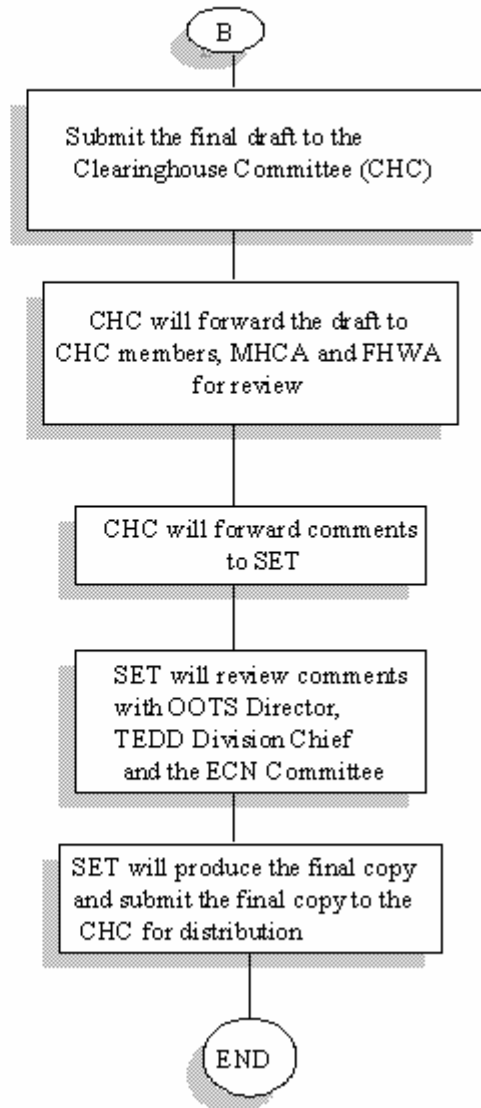 B
Submit the final draft to the
Clearinghouse Committee (CHC)
CHC will forward the draft to
CHC members, MHCA and FHWA
for review
CHC will forward comments
to SET
SET will review comments
with OOTS Director,
TEDD Division Chief
and the ECN Committee
SET will produce the final copy
and submit the final copy to the
CHC for distribution
END